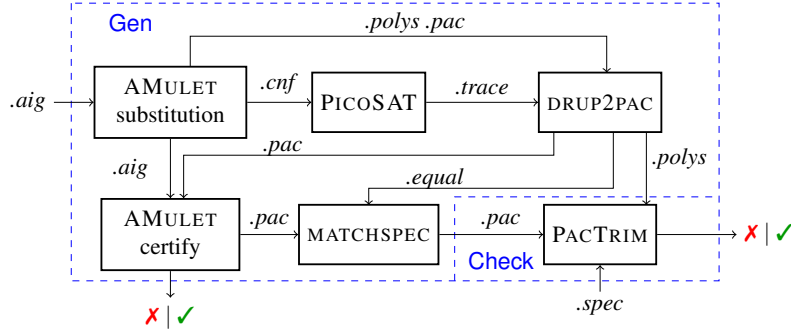 Gen
.polys .pac
AMULET
substitution
.cnf
PICOSAT
.trace
DRUP2PAC
.aig
.pac
.aig
.equal
.polys
AMULET
certify
.pac
MATCHSPEC
.pac
PACTRIM
✗ | ✓
Check
.spec
✗ | ✓